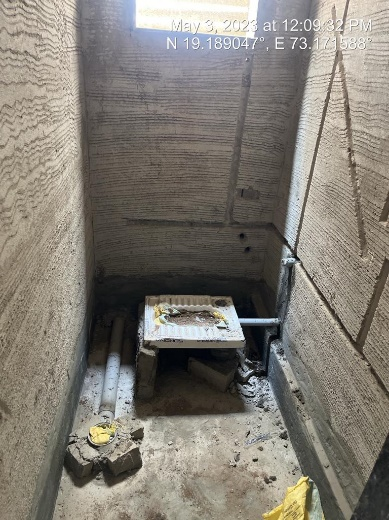 May 3, 2023 at 12:09:32 PM
N 19.189047°, E 73.171588°